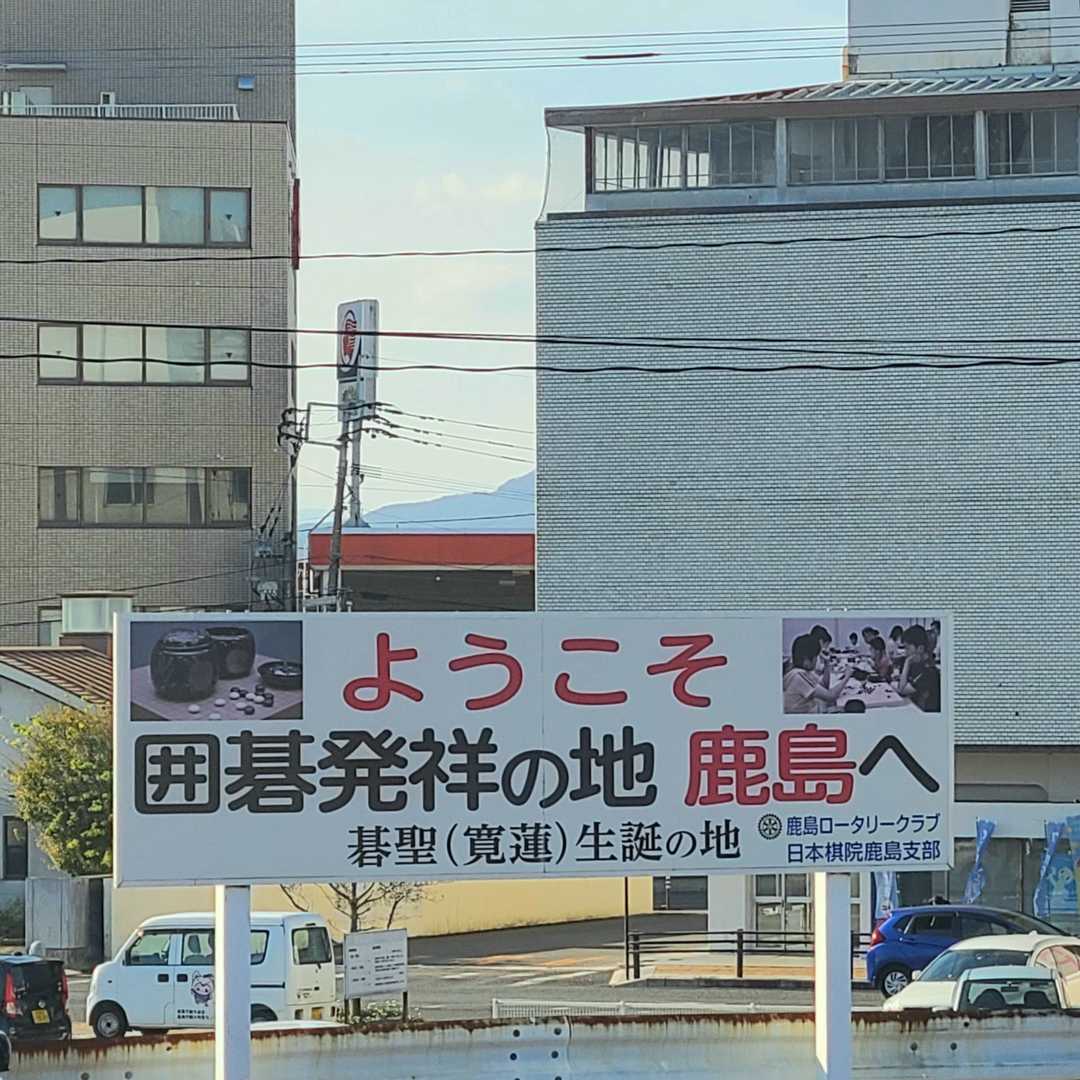 ようこそ
囲碁発祥の地 鹿島へ
碁聖(寛蓮)生誕の地
鹿島ロータリークラブ
日本棋院鹿島支部